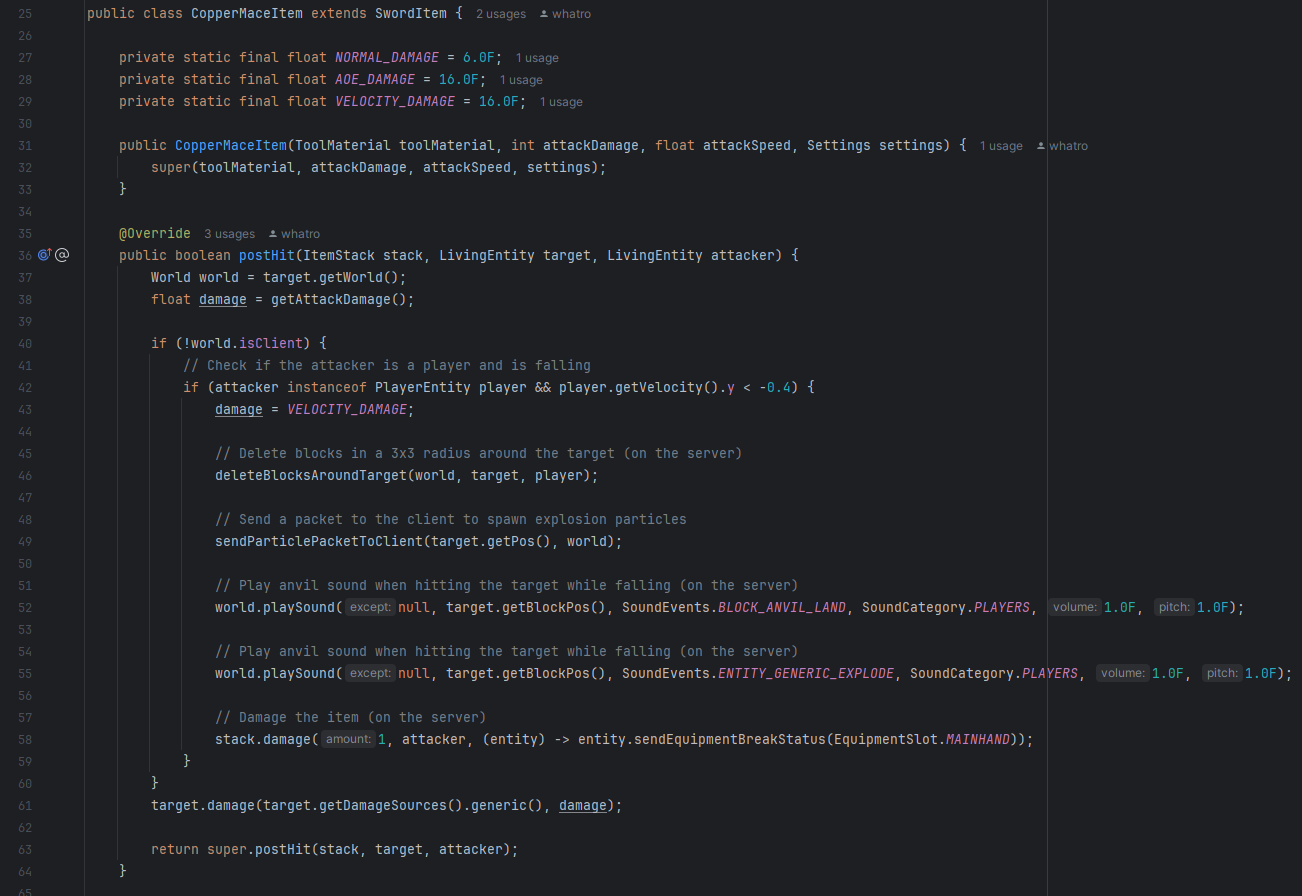 25 public class CopperMaceItem extends SwordItem { 2 usages whatro
26
27 private static final float NORMAL_DAMAGE = 6.0F; 1 usage
28 private static final float AOE_DAMAGE = 16.0F; 1 usage
29 private static final float VELOCITY_DAMAGE = 16.0F; 1 usage
30
31 public CopperMaceItem(ToolMaterial toolMaterial, int attackDamage, float attackSpeed, Settings settings) { 1 usage whatro
32 super(toolMaterial, attackDamage, attackSpeed, settings);
33 }
34
35 @Override 3 usages whatro
36 @ public boolean postHit(ItemStack stack, LivingEntity target, LivingEntity attacker) {
37 World world = target.getWorld();
38 float damage = getAttackDamage();
39
40 if (!world.isClient) {
41 // Check if the attacker is a player and is falling
42 if (attacker instanceof PlayerEntity player && player.getVelocity().y < -0.4) {
43 damage = VELOCITY_DAMAGE;
44
45 // Delete blocks in a 3x3 radius around the target (on the server)
46 deleteBlocksAroundTarget(world, target, player);
47
48 // Send a packet to the client to spawn explosion particles
49 sendParticlePacketToClient(target.getPos(), world);
50
51 // Play anvil sound when hitting the target while falling (on the server)
52 world.playSound( except: null, target.getBlockPos(), SoundEvents.BLOCK_ANVIL_LAND, SoundCategory.PLAYERS, volume: 1.0F, pitch: 1.0F);
53
54 // Play anvil sound when hitting the target while falling (on the server)
55 world.playSound( except: null, target.getBlockPos(), SoundEvents.ENTITY_GENERIC_EXPLODE, SoundCategory.PLAYERS, volume: 1.0F, pitch: 1.0F);
56
57 // Damage the item (on the server)
58 stack.damage( amount: 1, attacker, (entity) -> entity.sendEquipmentBreakStatus(EquipmentSlot.MAINHAND));
59 }
60 }
61 target.damage(target.getDamageSources().generic(), damage);
62
63 return super.postHit(stack, target, attacker);
64 }
65